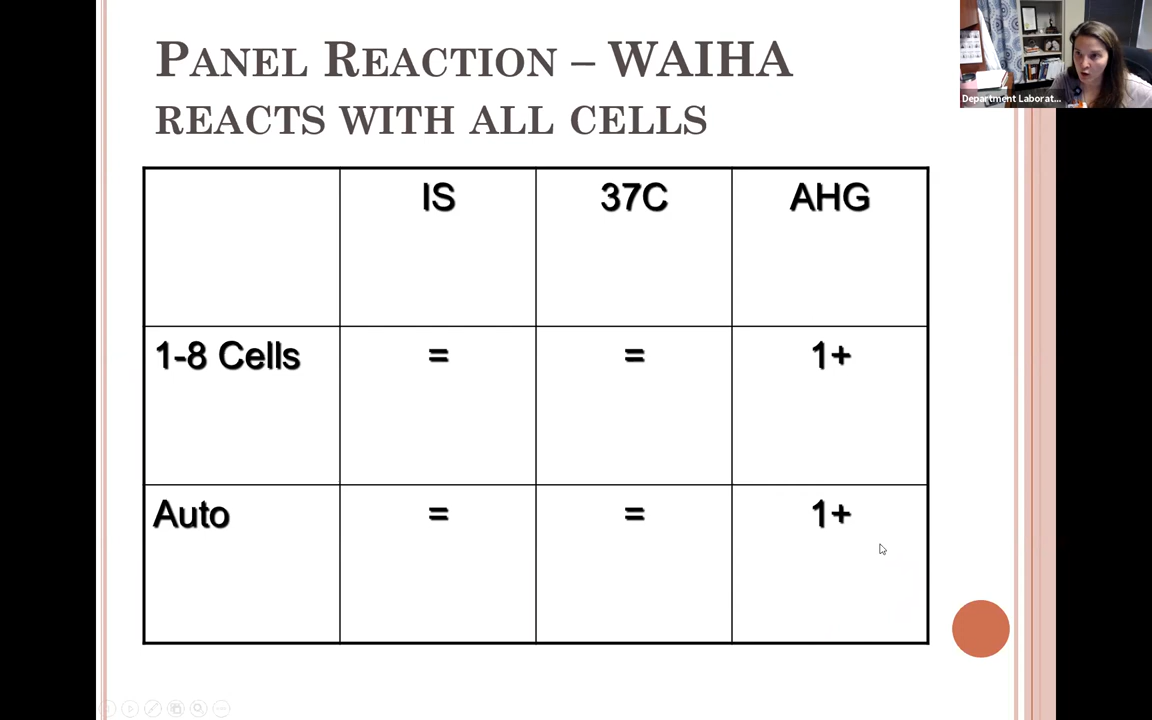 PANEL REACTION – WAIHA
REACTS WITH ALL CELLS
Department Laborat...
IS 37C AHG
1-8 Cells = = 1+
Auto = = 1+